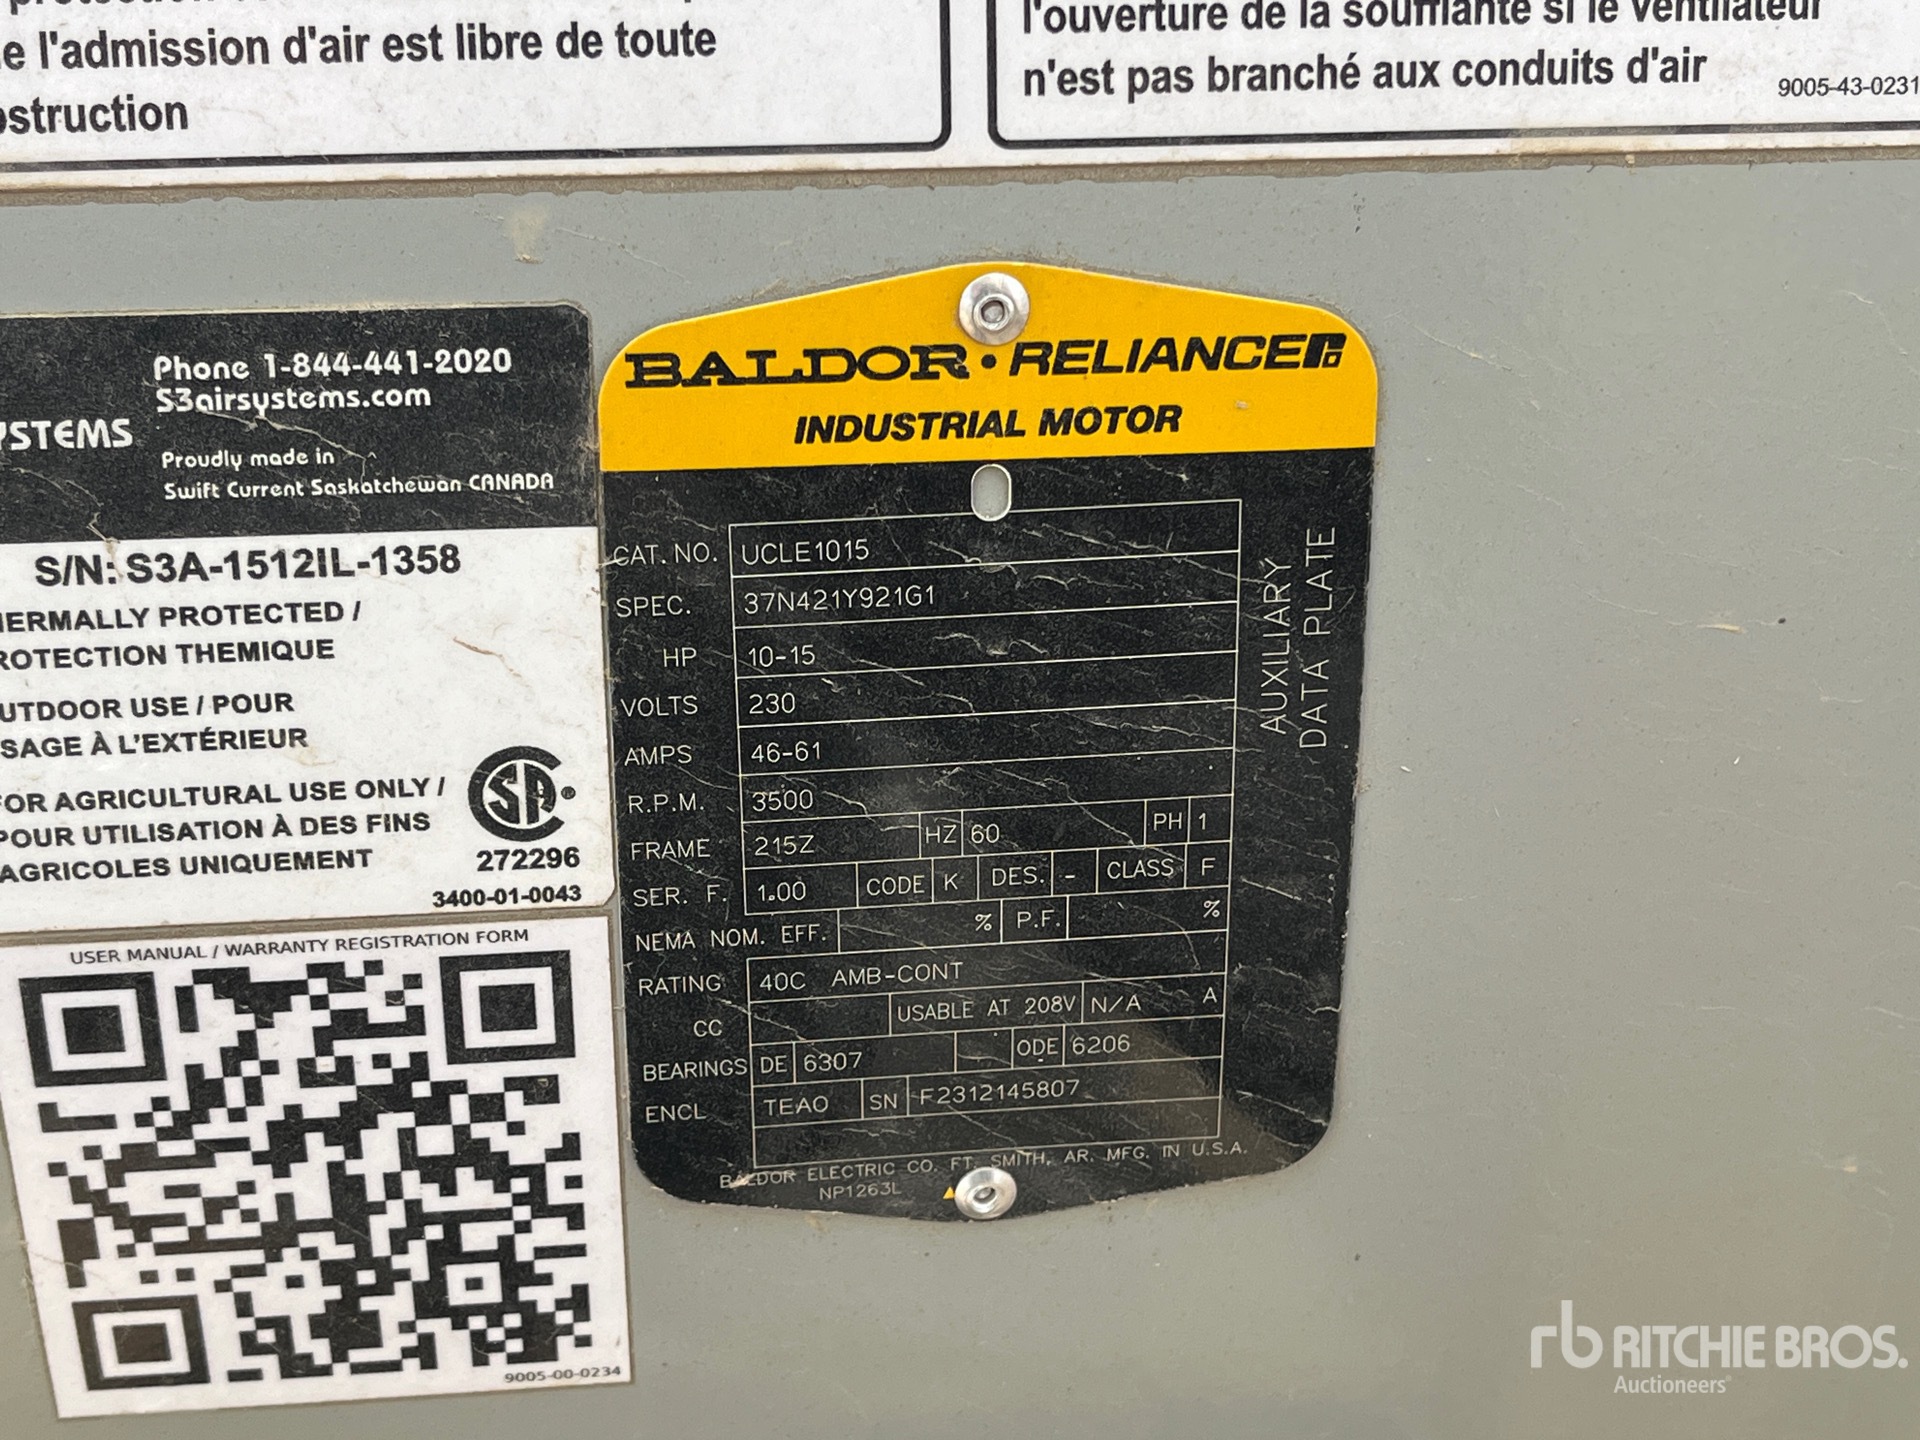 e l'admission d'air est libre de toute
l'ouverture de la soufflante si le ventilateur
n'est pas branché aux conduits d'air
9005-43-0231
Phone 1-844-441-2020
S3airsystems.com
Proudly made in
Swift Current Saskatchewan CANADA
S/N: S3A-1512IL-1358
HERMALLY PROTECTED /
ROTECTION THEMIQUE
UTDOOR USE / POUR
SAGE À L'EXTÉRIEUR
FOR AGRICULTURAL USE ONLY /
POUR UTILISATION À DES FINS
AGRICOLES UNIQUEMENT
SA
272296
3400-01-0043
USER MANUAL / WARRANTY REGISTRATION FORM
9005-00-0234
BALDOR · RELIANCER
INDUSTRIAL MOTOR
CAT. NO. UCLE1015
SPEC. 37N421Y921G1
HP 10-15
VOLTS 230
AMPS 46-61
R.P.M. 3500
FRAME 215Z HZ 60 PH 1
SER. F. 1.00 CODE K DES. - CLASS F
NEMA NOM. EFF. % P.F. %
RATING 40C AMB-CONT
CC USABLE AT 208V N/A A
BEARINGS DE 6307 ODE 6206
ENCL TEAO SN F2312145807
BALDOR ELECTRIC CO. FT. SMITH, AR. MFG. IN U.S.A.
NP1263L
AUXILIARY
DATA PLATE
rb RITCHIE BROS.
Auctioneers